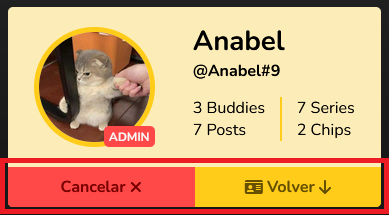 Anabel
@Anabel#9
3 Buddies 7 Series
7 Posts 2 Chips
ADMIN
Cancelar Volver